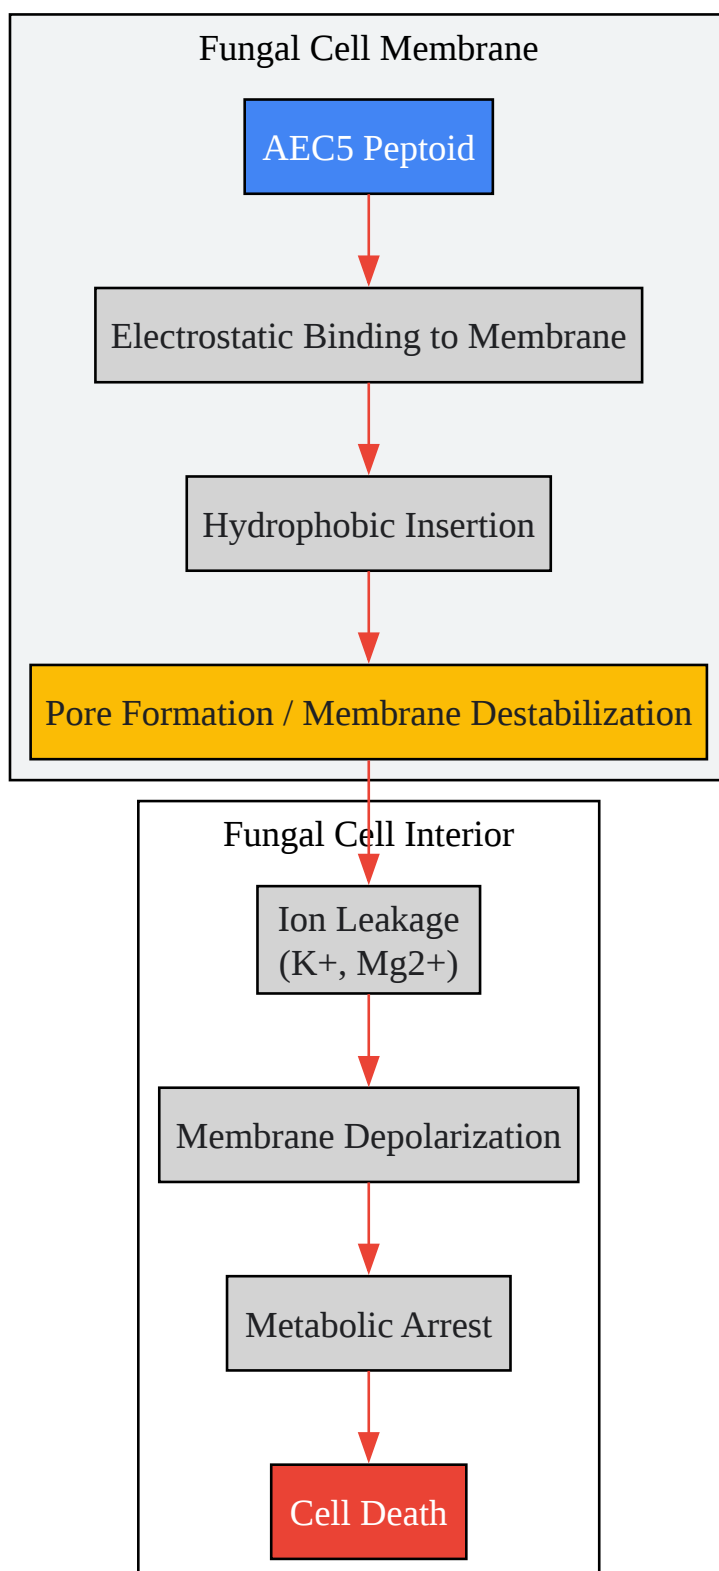 Fungal Cell Membrane
AEC5 Peptoid
Electrostatic Binding to Membrane
Hydrophobic Insertion
Pore Formation / Membrane Destabilization
Fungal Cell Interior
Ion Leakage
(K+, Mg2+)
Membrane Depolarization
Metabolic Arrest
Cell Death